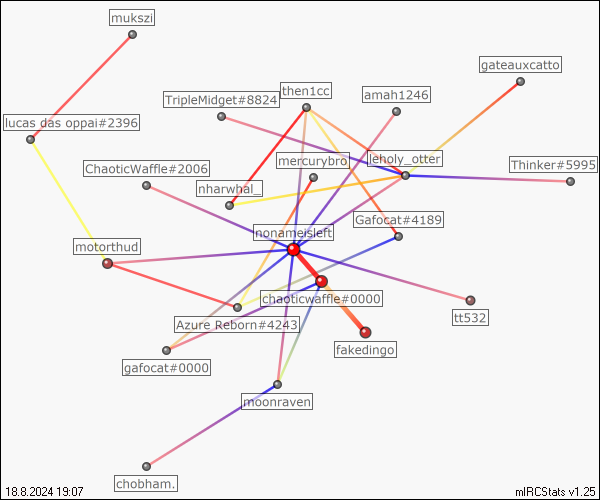 mukszi
gateauxcatto
then1cc
amah1246
TripleMidget#8824
lucas das oppai#2396
mercurybro
leholy_otter
ChaoticWaffle#2006
Thinker#5995
nharwhal_
Gafocat#4189
nonameisleft
motorthud
chaoticwaffle#0000
Azure Reborn#4243
tt532
fakedingo
gafocat#0000
moonraven
chobham.
18.8.2024 19:07
mIRCStats v1.25